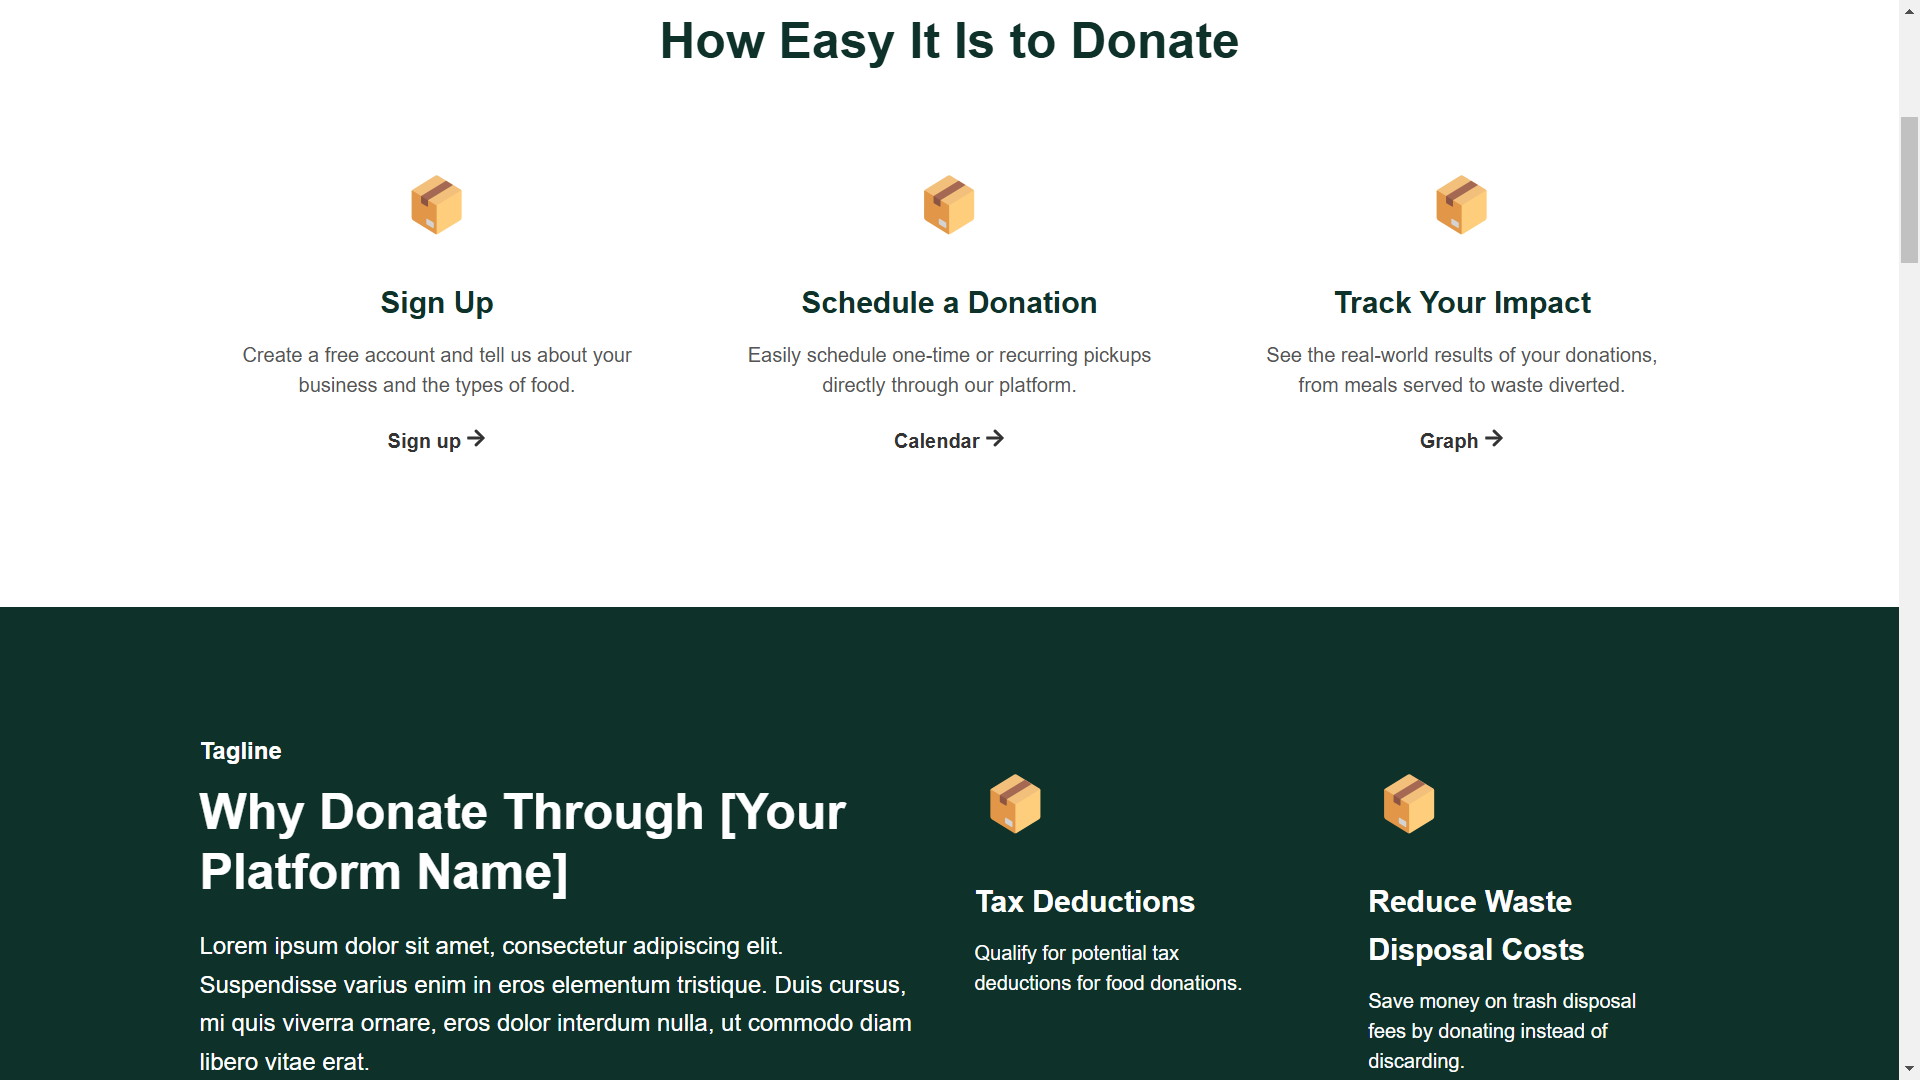 How Easy It Is to Donate
Sign Up
Create a free account and tell us about your
business and the types of food.
Sign up
Schedule a Donation
Easily schedule one-time or recurring pickups
directly through our platform.
Calendar
Track Your Impact
See the real-world results of your donations,
from meals served to waste diverted.
Graph
Tagline
Why Donate Through [Your
Platform Name]
Lorem ipsum dolor sit amet, consectetur adipiscing elit.
Suspendisse varius enim in eros elementum tristique. Duis cursus,
mi quis viverra ornare, eros dolor interdum nulla, ut commodo diam
libero vitae erat.
Tax Deductions
Qualify for potential tax
deductions for food donations.
Reduce Waste
Disposal Costs
Save money on trash disposal
fees by donating instead of
discarding.